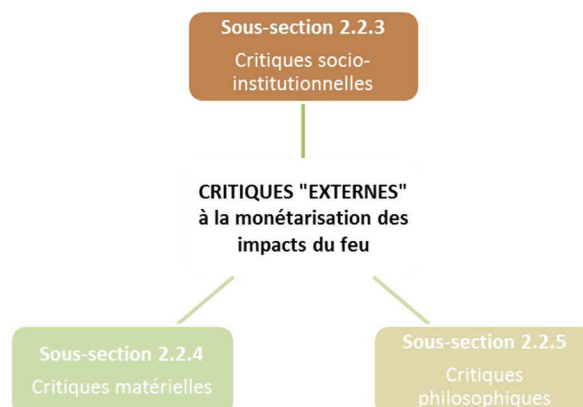 Sous-section 2.2.3
Critiques socio-
institutionnelles
CRITIQUES "EXTERNES"
à la monétarisation des
impacts du feu
Sous-section 2.2.4
Critiques matérielles
Sous-section 2.2.5
Critiques
philosophiques